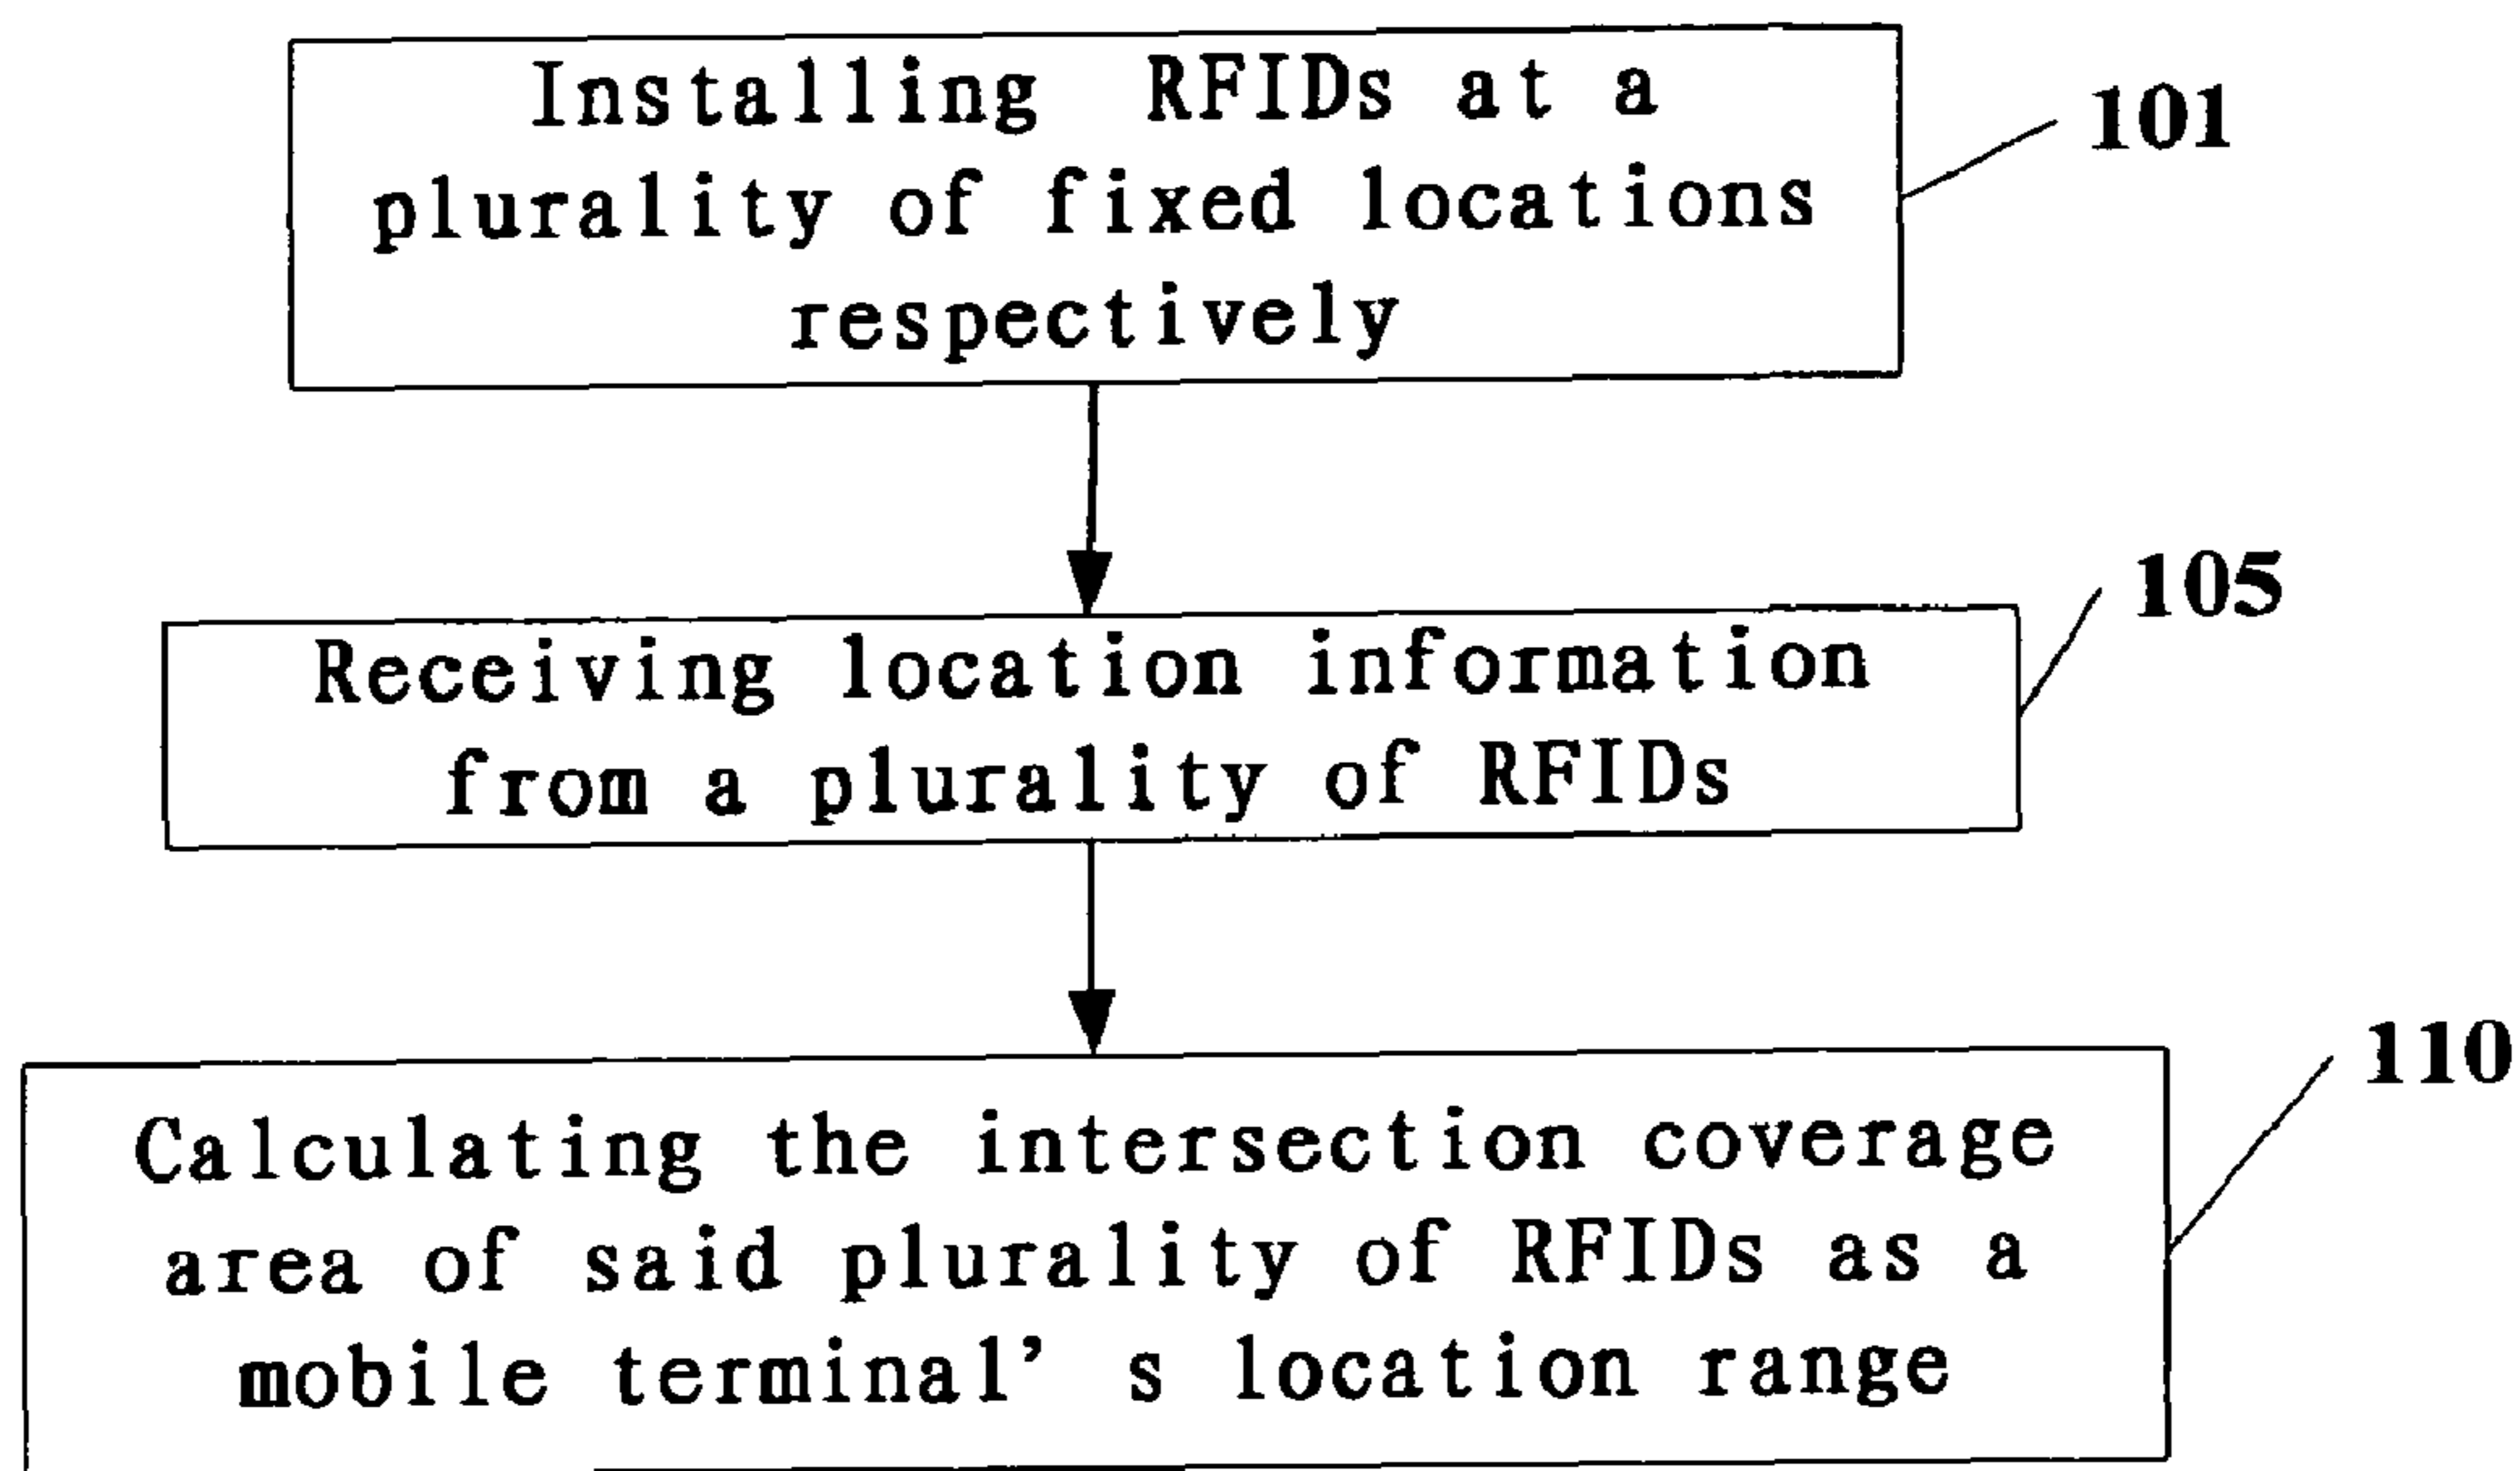 Installing RFIDs at a
plurality of fixed locations
respectively
101
Receiving location information
from a plurality of RFIDs
105
Calculating the intersection coverage
area of said plurality of RFIDs as a
mobile terminal's location range
110